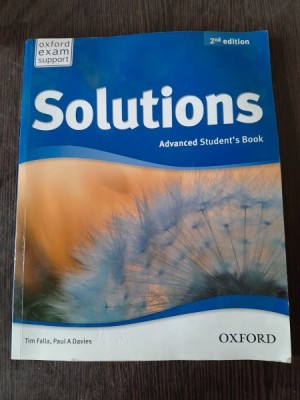 oxford
exam
support
2nd edition
Solutions
Advanced Student's Book
Tim Falla, Paul A Davies
OXFORD